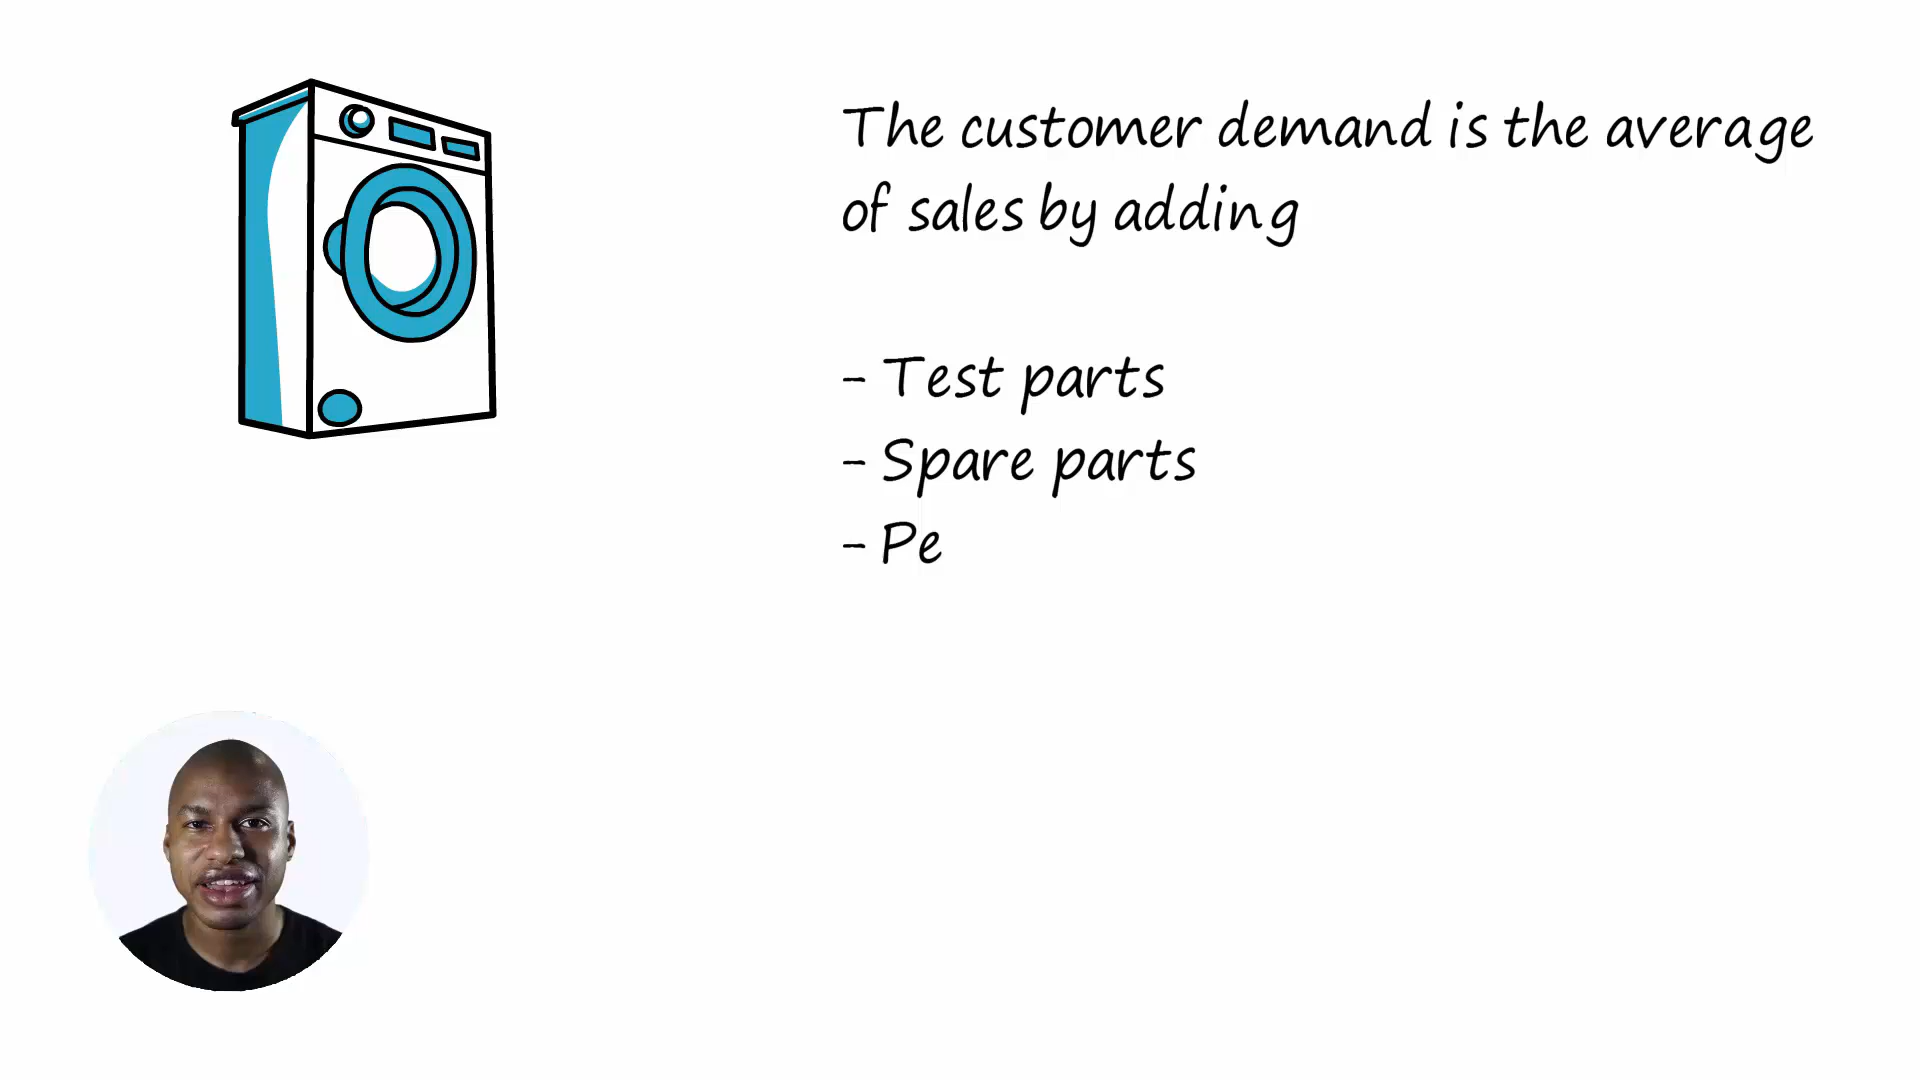 The customer demand is the average
of sales by adding
- Test parts
- Spare parts
- Pe